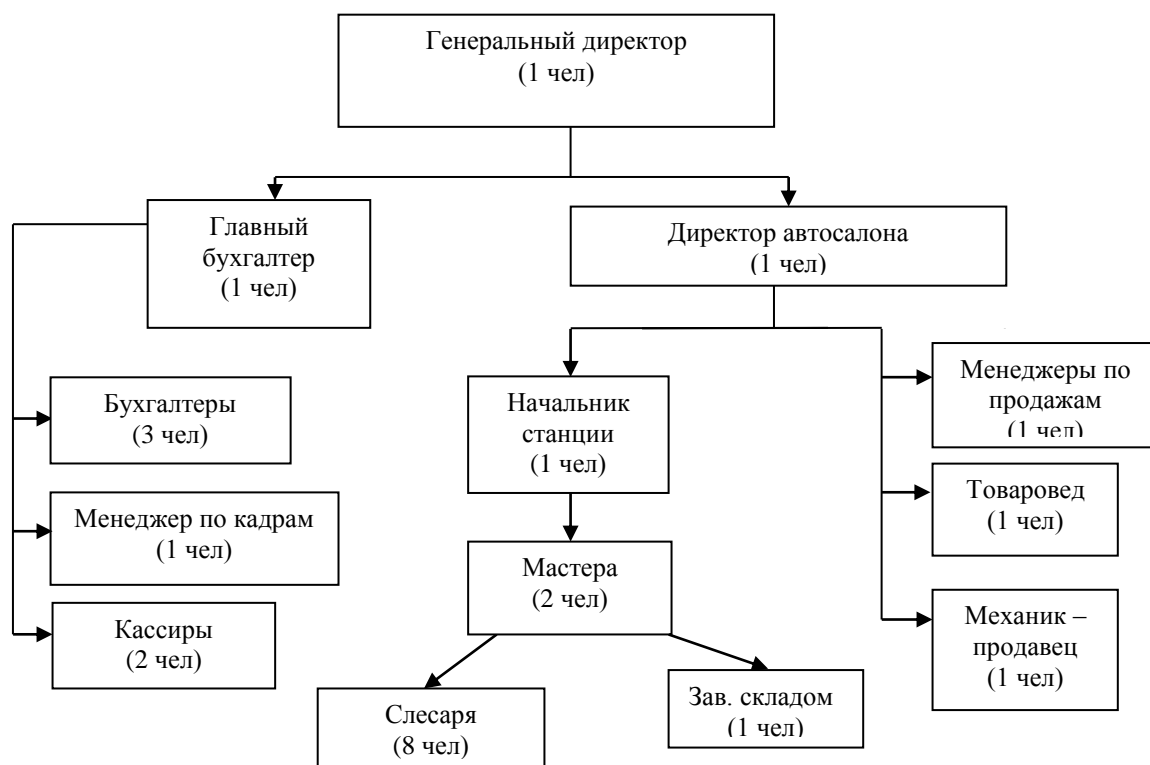 Генеральный директор
(1 чел)
Главный
бухгалтер
(1 чел)
Директор автосалона
(1 чел)
Бухгалтеры
(3 чел)
Менеджер по кадрам
(1 чел)
Кассиры
(2 чел)
Начальник
станции
(1 чел)
Мастера
(2 чел)
Слесаря
(8 чел)
Зав. складом
(1 чел)
Менеджеры по
продажам
(1 чел)
Товаровед
(1 чел)
Механик –
продавец
(1 чел)